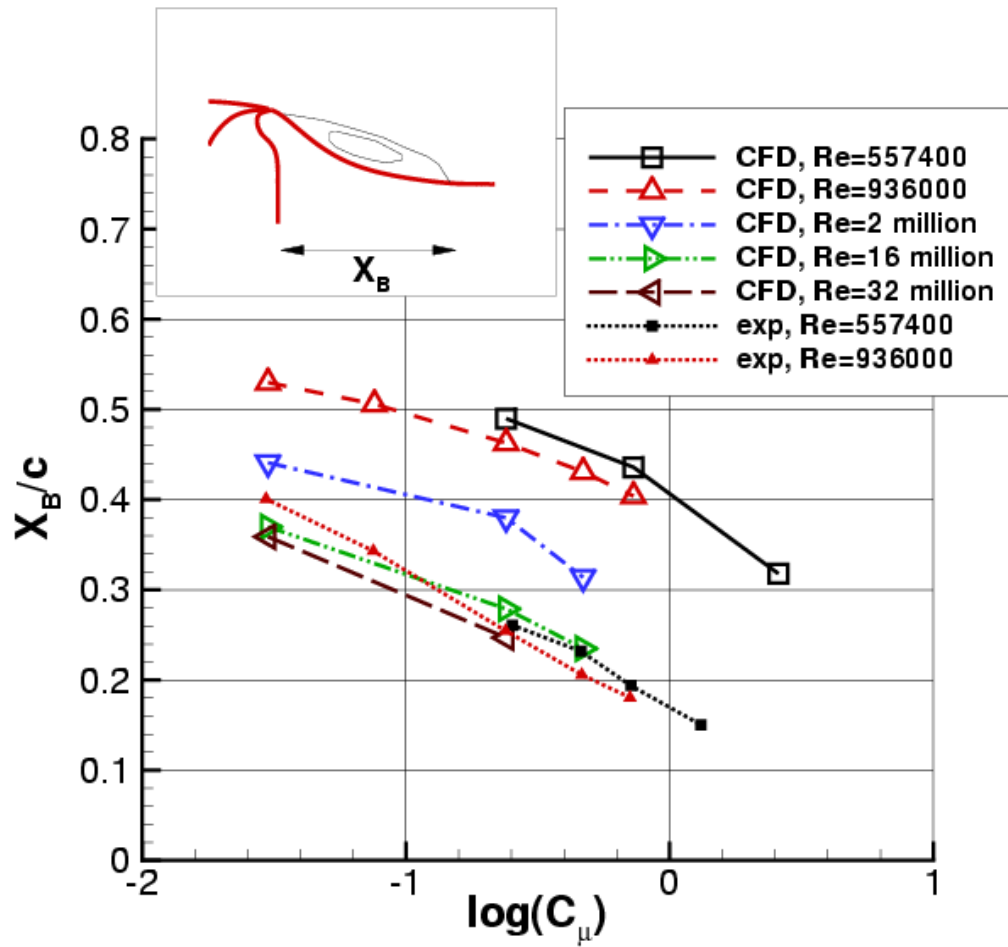 X_B
CFD, Re=557400
CFD, Re=936000
CFD, Re=2 million
CFD, Re=16 million
CFD, Re=32 million
exp, Re=557400
exp, Re=936000
0.8
0.7
0.6
0.5
0.4
0.3
0.2
0.1
0
X_B/c
-2
-1
0
1
log(C_μ)